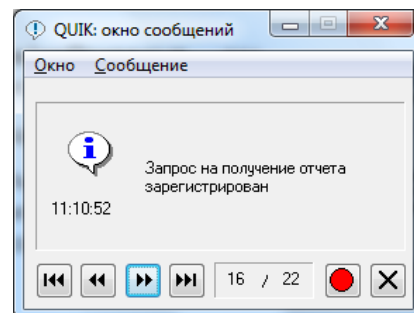 QUIK: окно сообщений
Окно Сообщение
Запрос на получение отчета
зарегистрирован
11:10:52
16 / 22